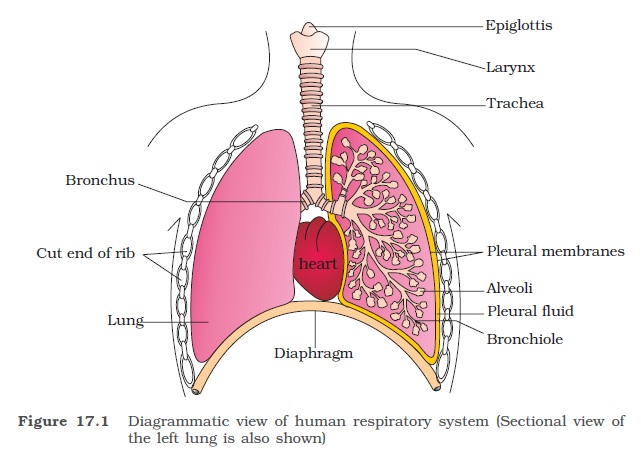 Epiglottis
Larynx
Trachea
Bronchus
Cut end of rib
heart
Pleural membranes
Alveoli
Pleural fluid
Lung
Bronchiole
Diaphragm
Figure 17.1 Diagrammatic view of human respiratory system (Sectional view of
the left lung is also shown)